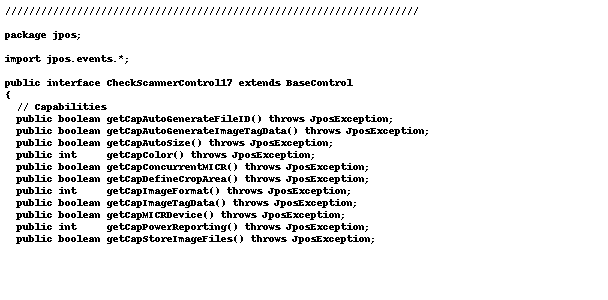 /////////////////////////////////////////////////////////////////////
package jpos;
import jpos.events.*;
public interface CheckScannerControl17 extends BaseControl
{
  // Capabilities
  public boolean getCapAutoGenerateFileID() throws JposException;
  public boolean getCapAutoGenerateImageTagData() throws JposException;
  public boolean getCapAutoSize() throws JposException;
  public int     getCapColor() throws JposException;
  public boolean getCapConcurrentMICR() throws JposException;
  public boolean getCapDefineCropArea() throws JposException;
  public int     getCapImageFormat() throws JposException;
  public boolean getCapImageTagData() throws JposException;
  public boolean getCapMICRDevice() throws JposException;
  public int     getCapPowerReporting() throws JposException;
  public boolean getCapStoreImageFiles() throws JposException;